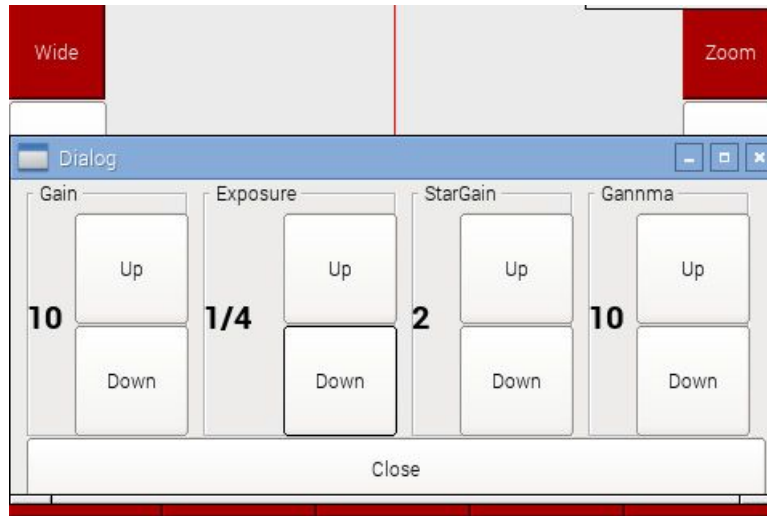 Wide
Zoom
Dialog
Gain
Exposure
StarGain
Gannma
Up
Up
Up
Up
10
1/4
2
10
Down
Down
Down
Down
Close